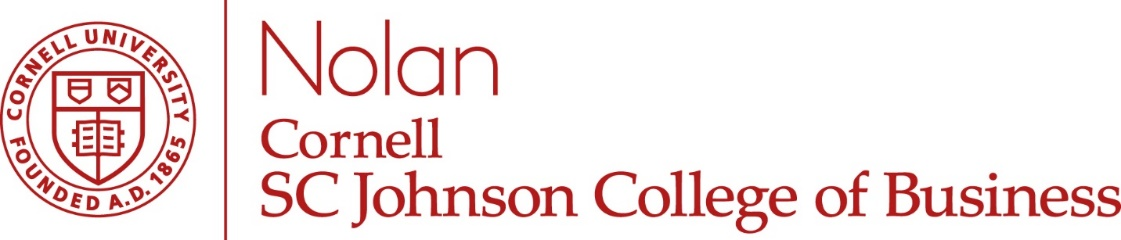 CORNELL UNIVERSITY
FOUNDED A.D. 1865
Nolan
Cornell
SC Johnson College of Business